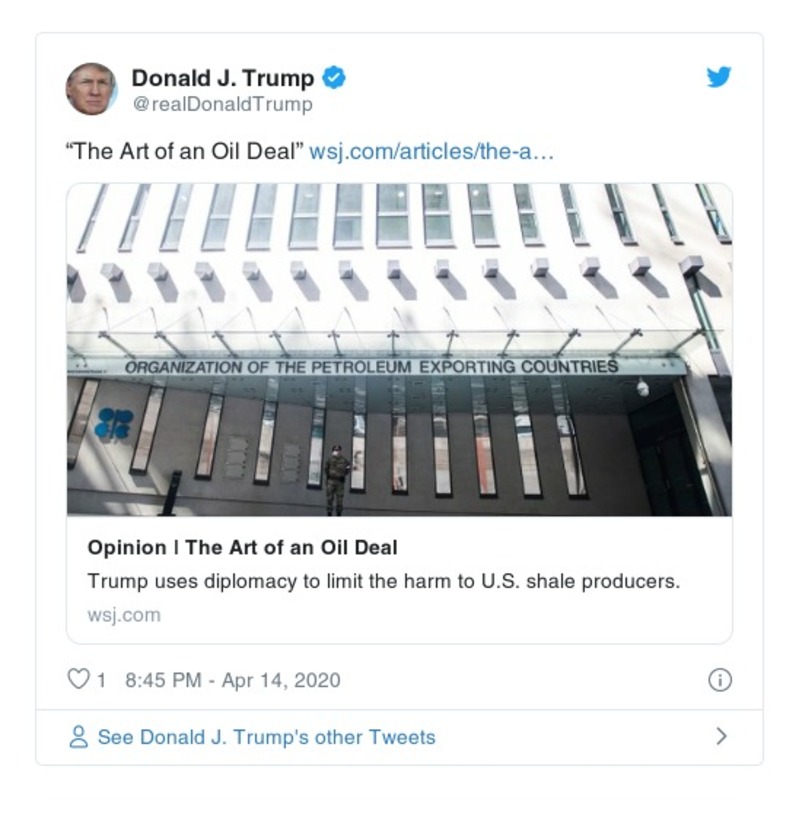 Donald J. Trump
@realDonaldTrump
“The Art of an Oil Deal” wsj.com/articles/the-a…
ORGANIZATION OF THE PETROLEUM EXPORTING COUNTRIES
Opinion | The Art of an Oil Deal
Trump uses diplomacy to limit the harm to U.S. shale producers.
wsj.com
1 8:45 PM - Apr 14, 2020
See Donald J. Trump's other Tweets